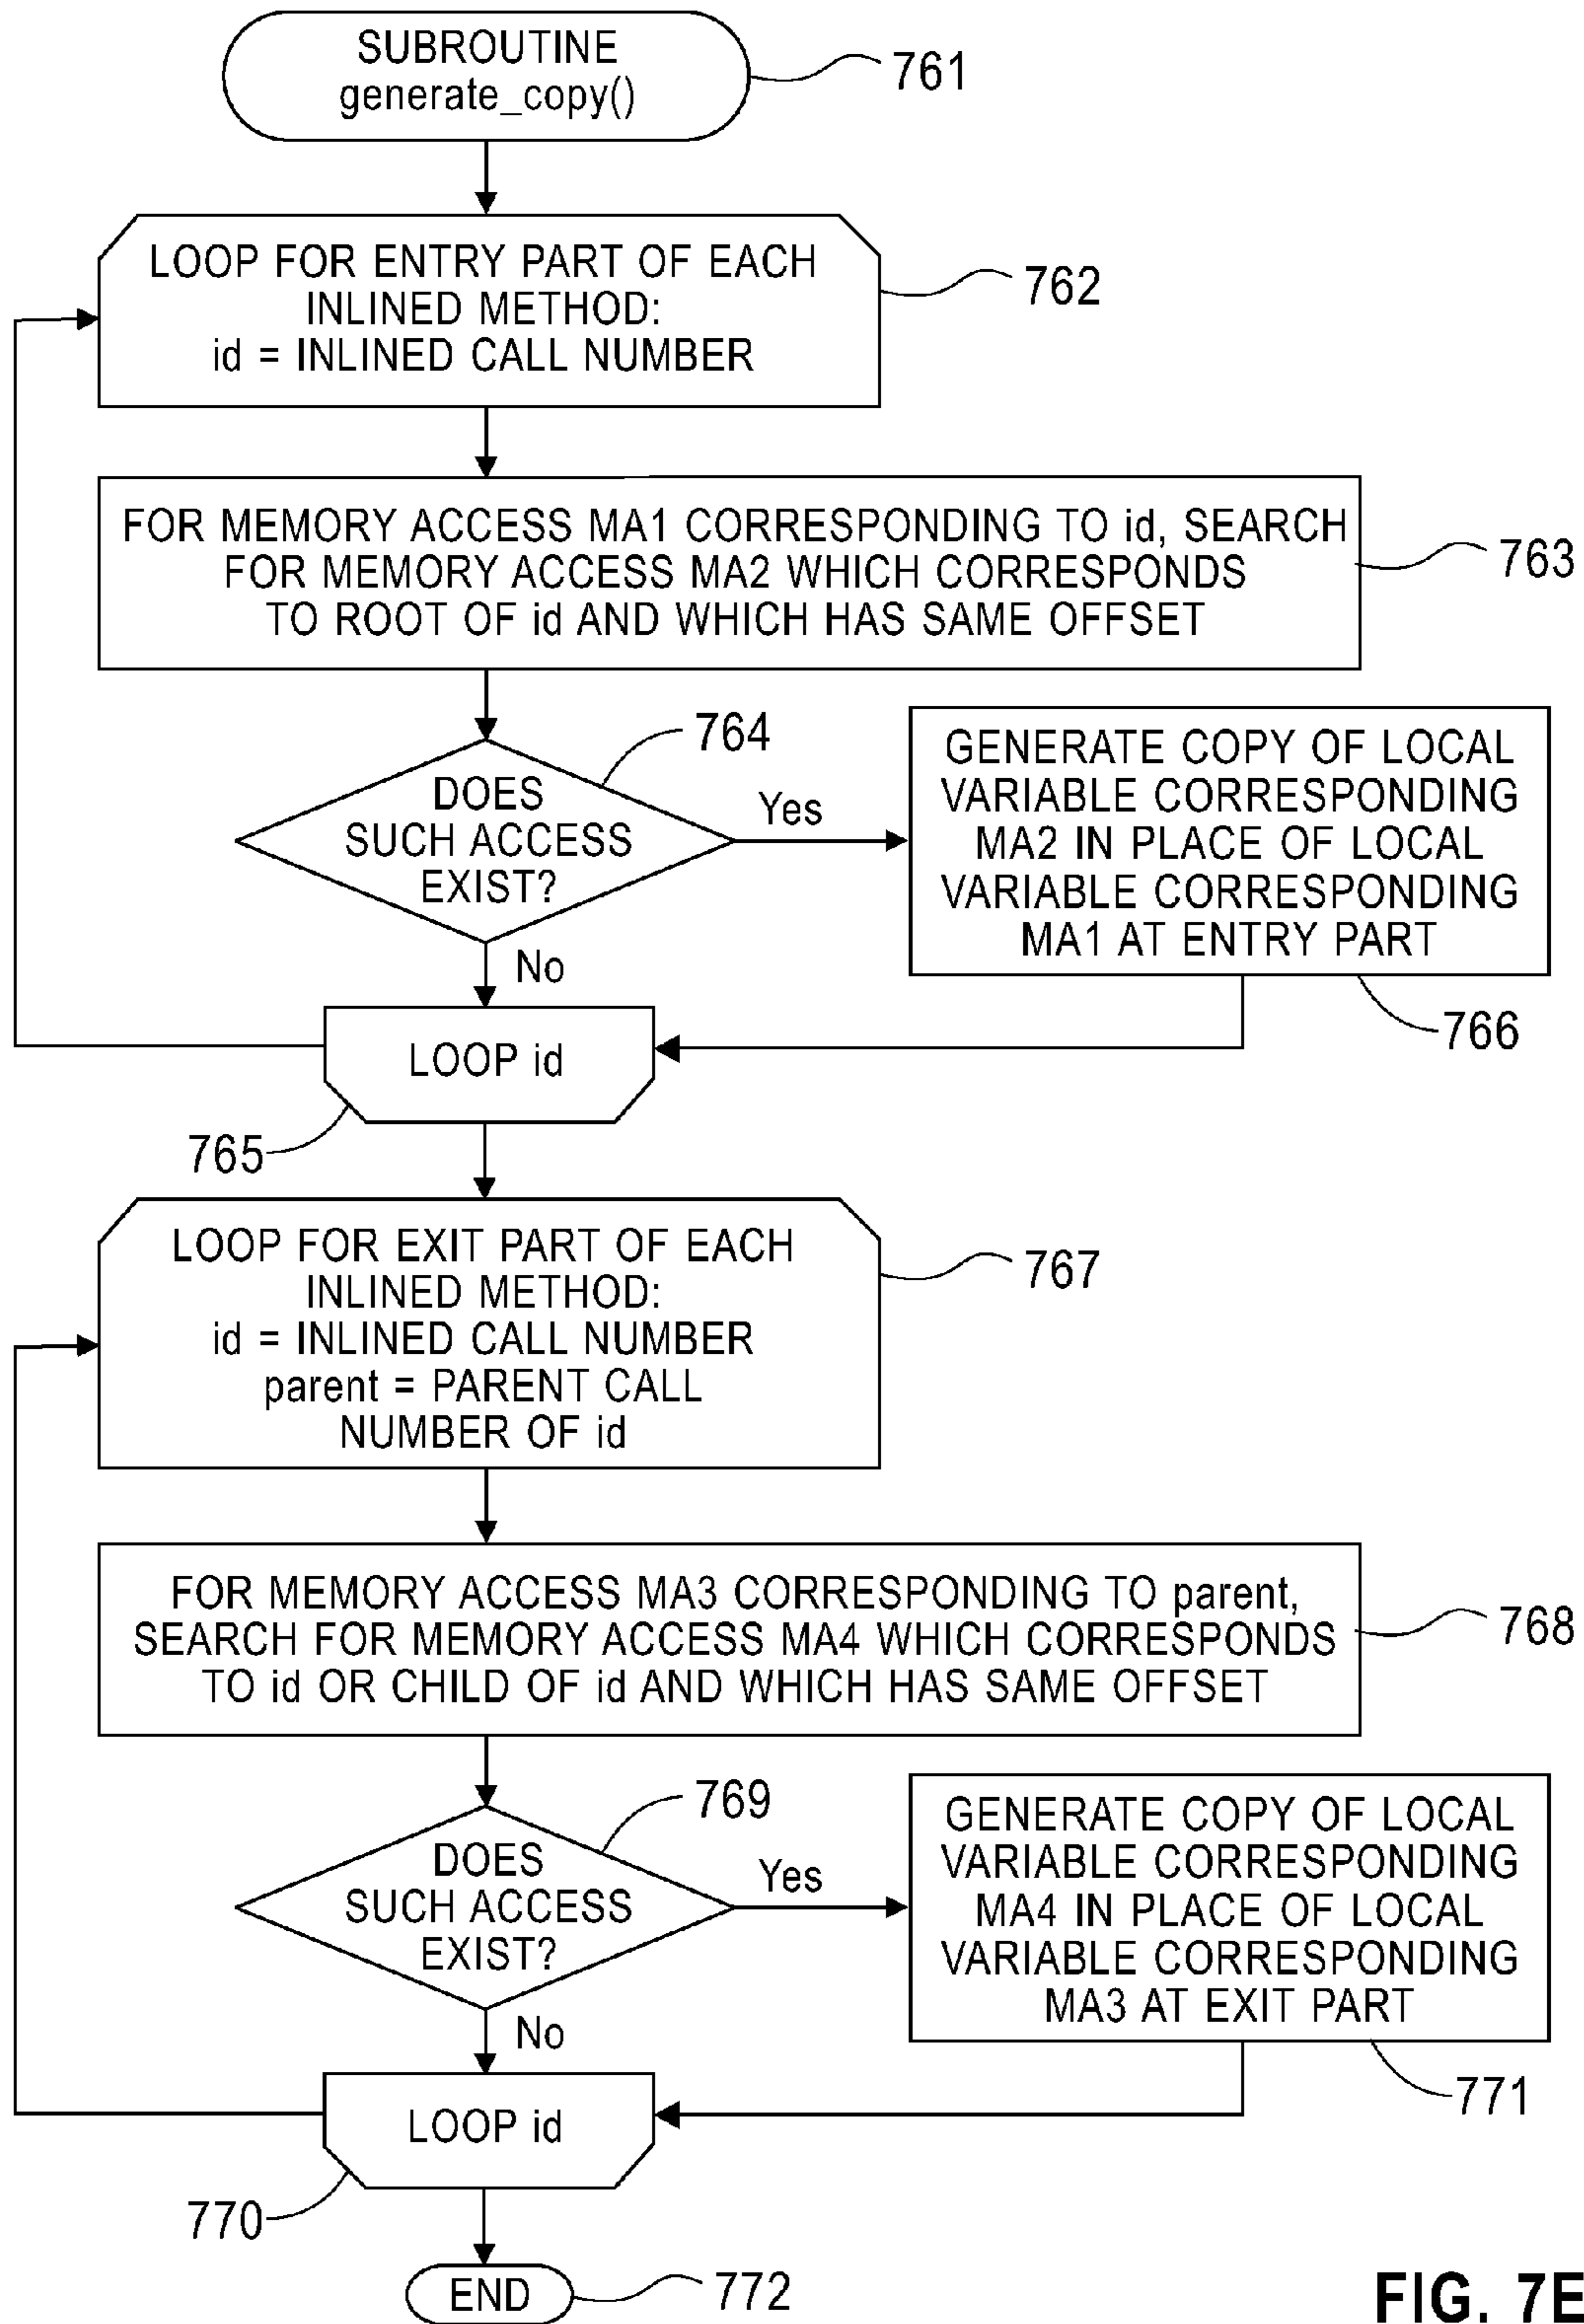 SUBROUTINE
generate_copy()
761
LOOP FOR ENTRY PART OF EACH
INLINED METHOD:
id = INLINED CALL NUMBER
762
FOR MEMORY ACCESS MA1 CORRESPONDING TO id, SEARCH
FOR MEMORY ACCESS MA2 WHICH CORRESPONDS
TO ROOT OF id AND WHICH HAS SAME OFFSET
763
764
DOES
SUCH ACCESS
EXIST?
Yes
No
GENERATE COPY OF LOCAL
VARIABLE CORRESPONDING
MA2 IN PLACE OF LOCAL
VARIABLE CORRESPONDING
MA1 AT ENTRY PART
766
LOOP id
765
LOOP FOR EXIT PART OF EACH
INLINED METHOD:
id = INLINED CALL NUMBER
parent = PARENT CALL
NUMBER OF id
767
FOR MEMORY ACCESS MA3 CORRESPONDING TO parent,
SEARCH FOR MEMORY ACCESS MA4 WHICH CORRESPONDS
TO id OR CHILD OF id AND WHICH HAS SAME OFFSET
768
769
DOES
SUCH ACCESS
EXIST?
Yes
No
GENERATE COPY OF LOCAL
VARIABLE CORRESPONDING
MA4 IN PLACE OF LOCAL
VARIABLE CORRESPONDING
MA3 AT EXIT PART
771
LOOP id
770
END
772
FIG. 7E